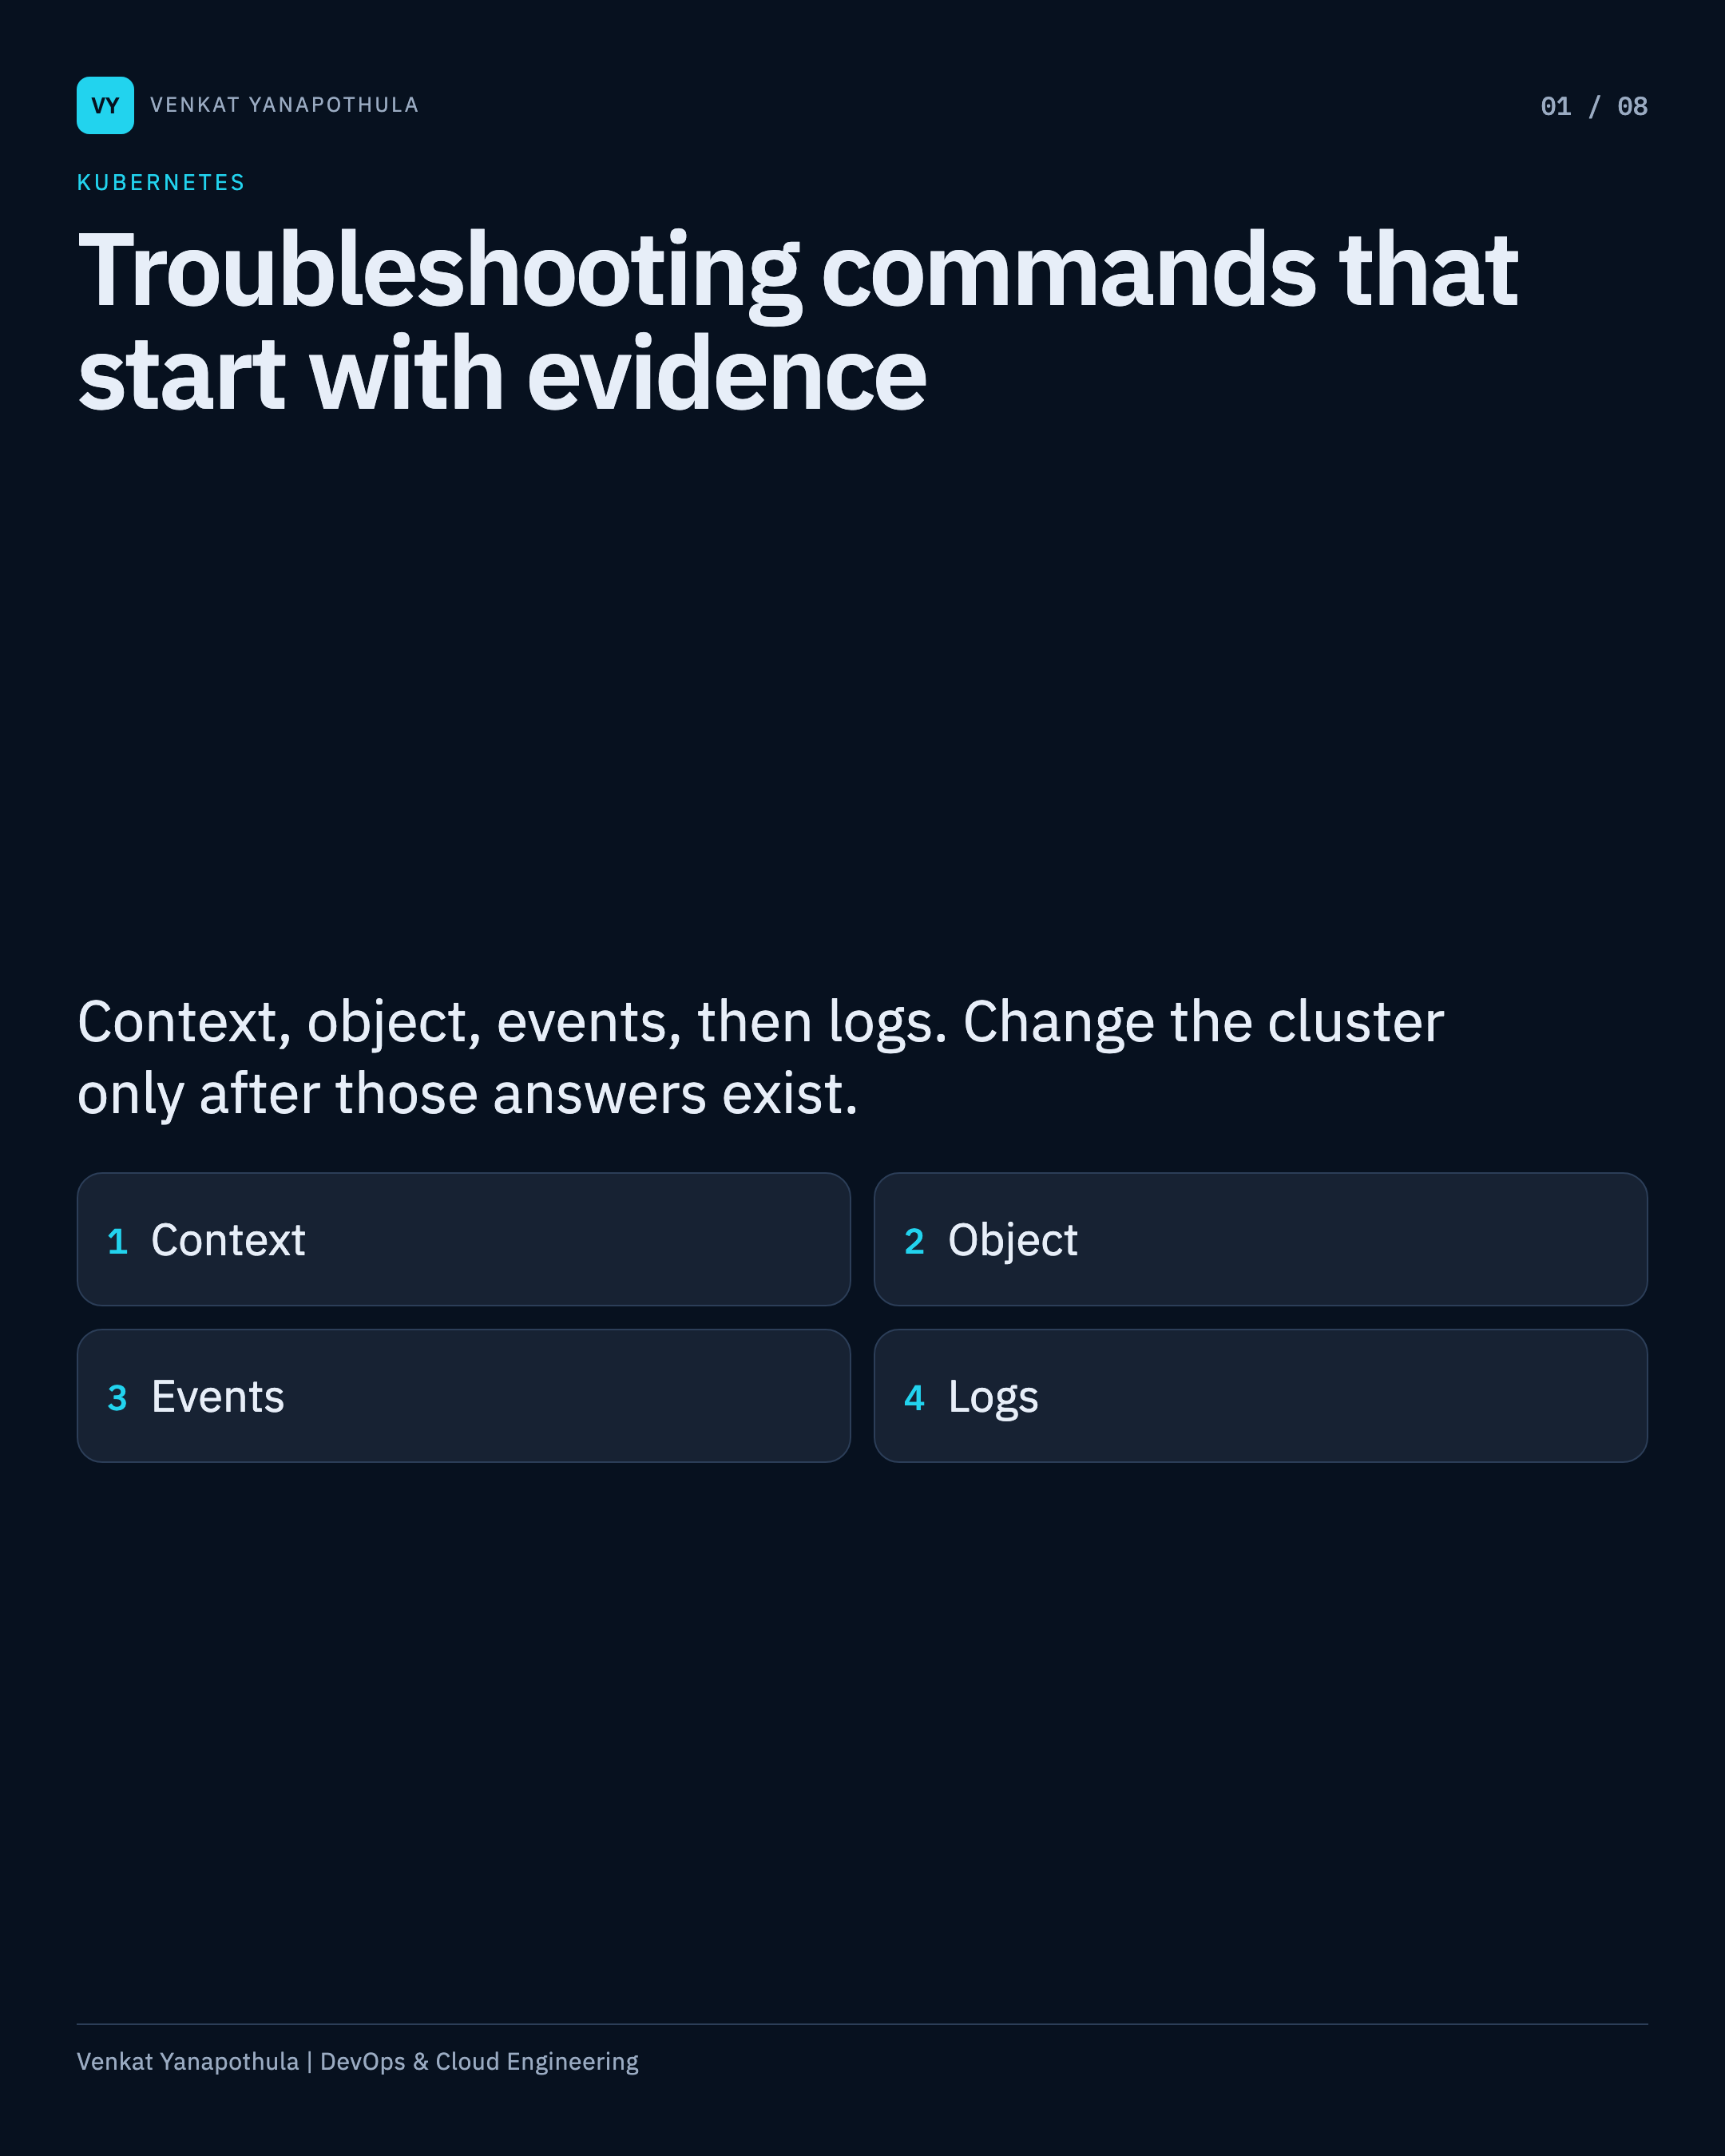 VY VENKAT YANAPOTHULA
01 / 08
KUBERNETES
Troubleshooting commands that
start with evidence
Context, object, events, then logs. Change the cluster
only after those answers exist.
1 Context
2 Object
3 Events
4 Logs
Venkat Yanapothula | DevOps & Cloud Engineering